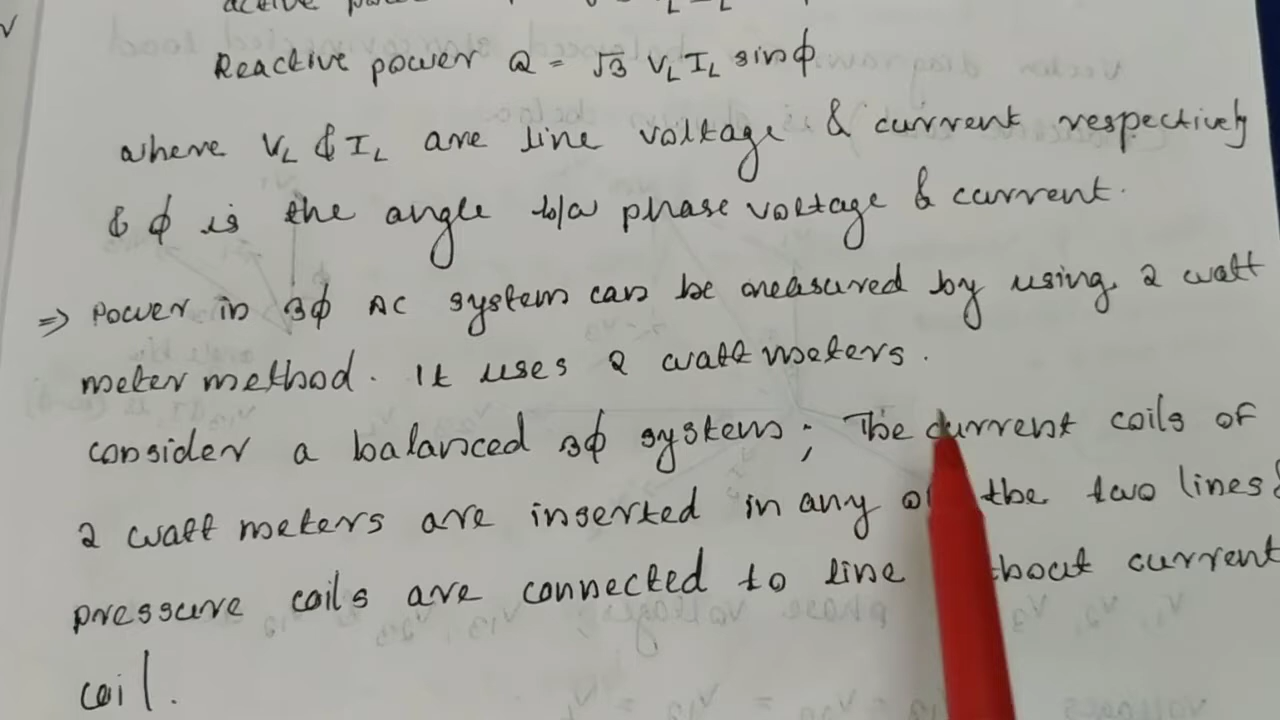 Reactive power Q = √3 VL IL sinϕ
where VL & IL are line voltage & current respectively
& ϕ is the angle b/w phase voltage & current.
⇒ Power in 3ϕ AC system can be measured by using 2 watt
meter method. It uses 2 watt meters.
consider a balanced 3ϕ system; The current coils of
2 watt meters are inserted in any of the two lines &
pressure coils are connected to line without current
coil.